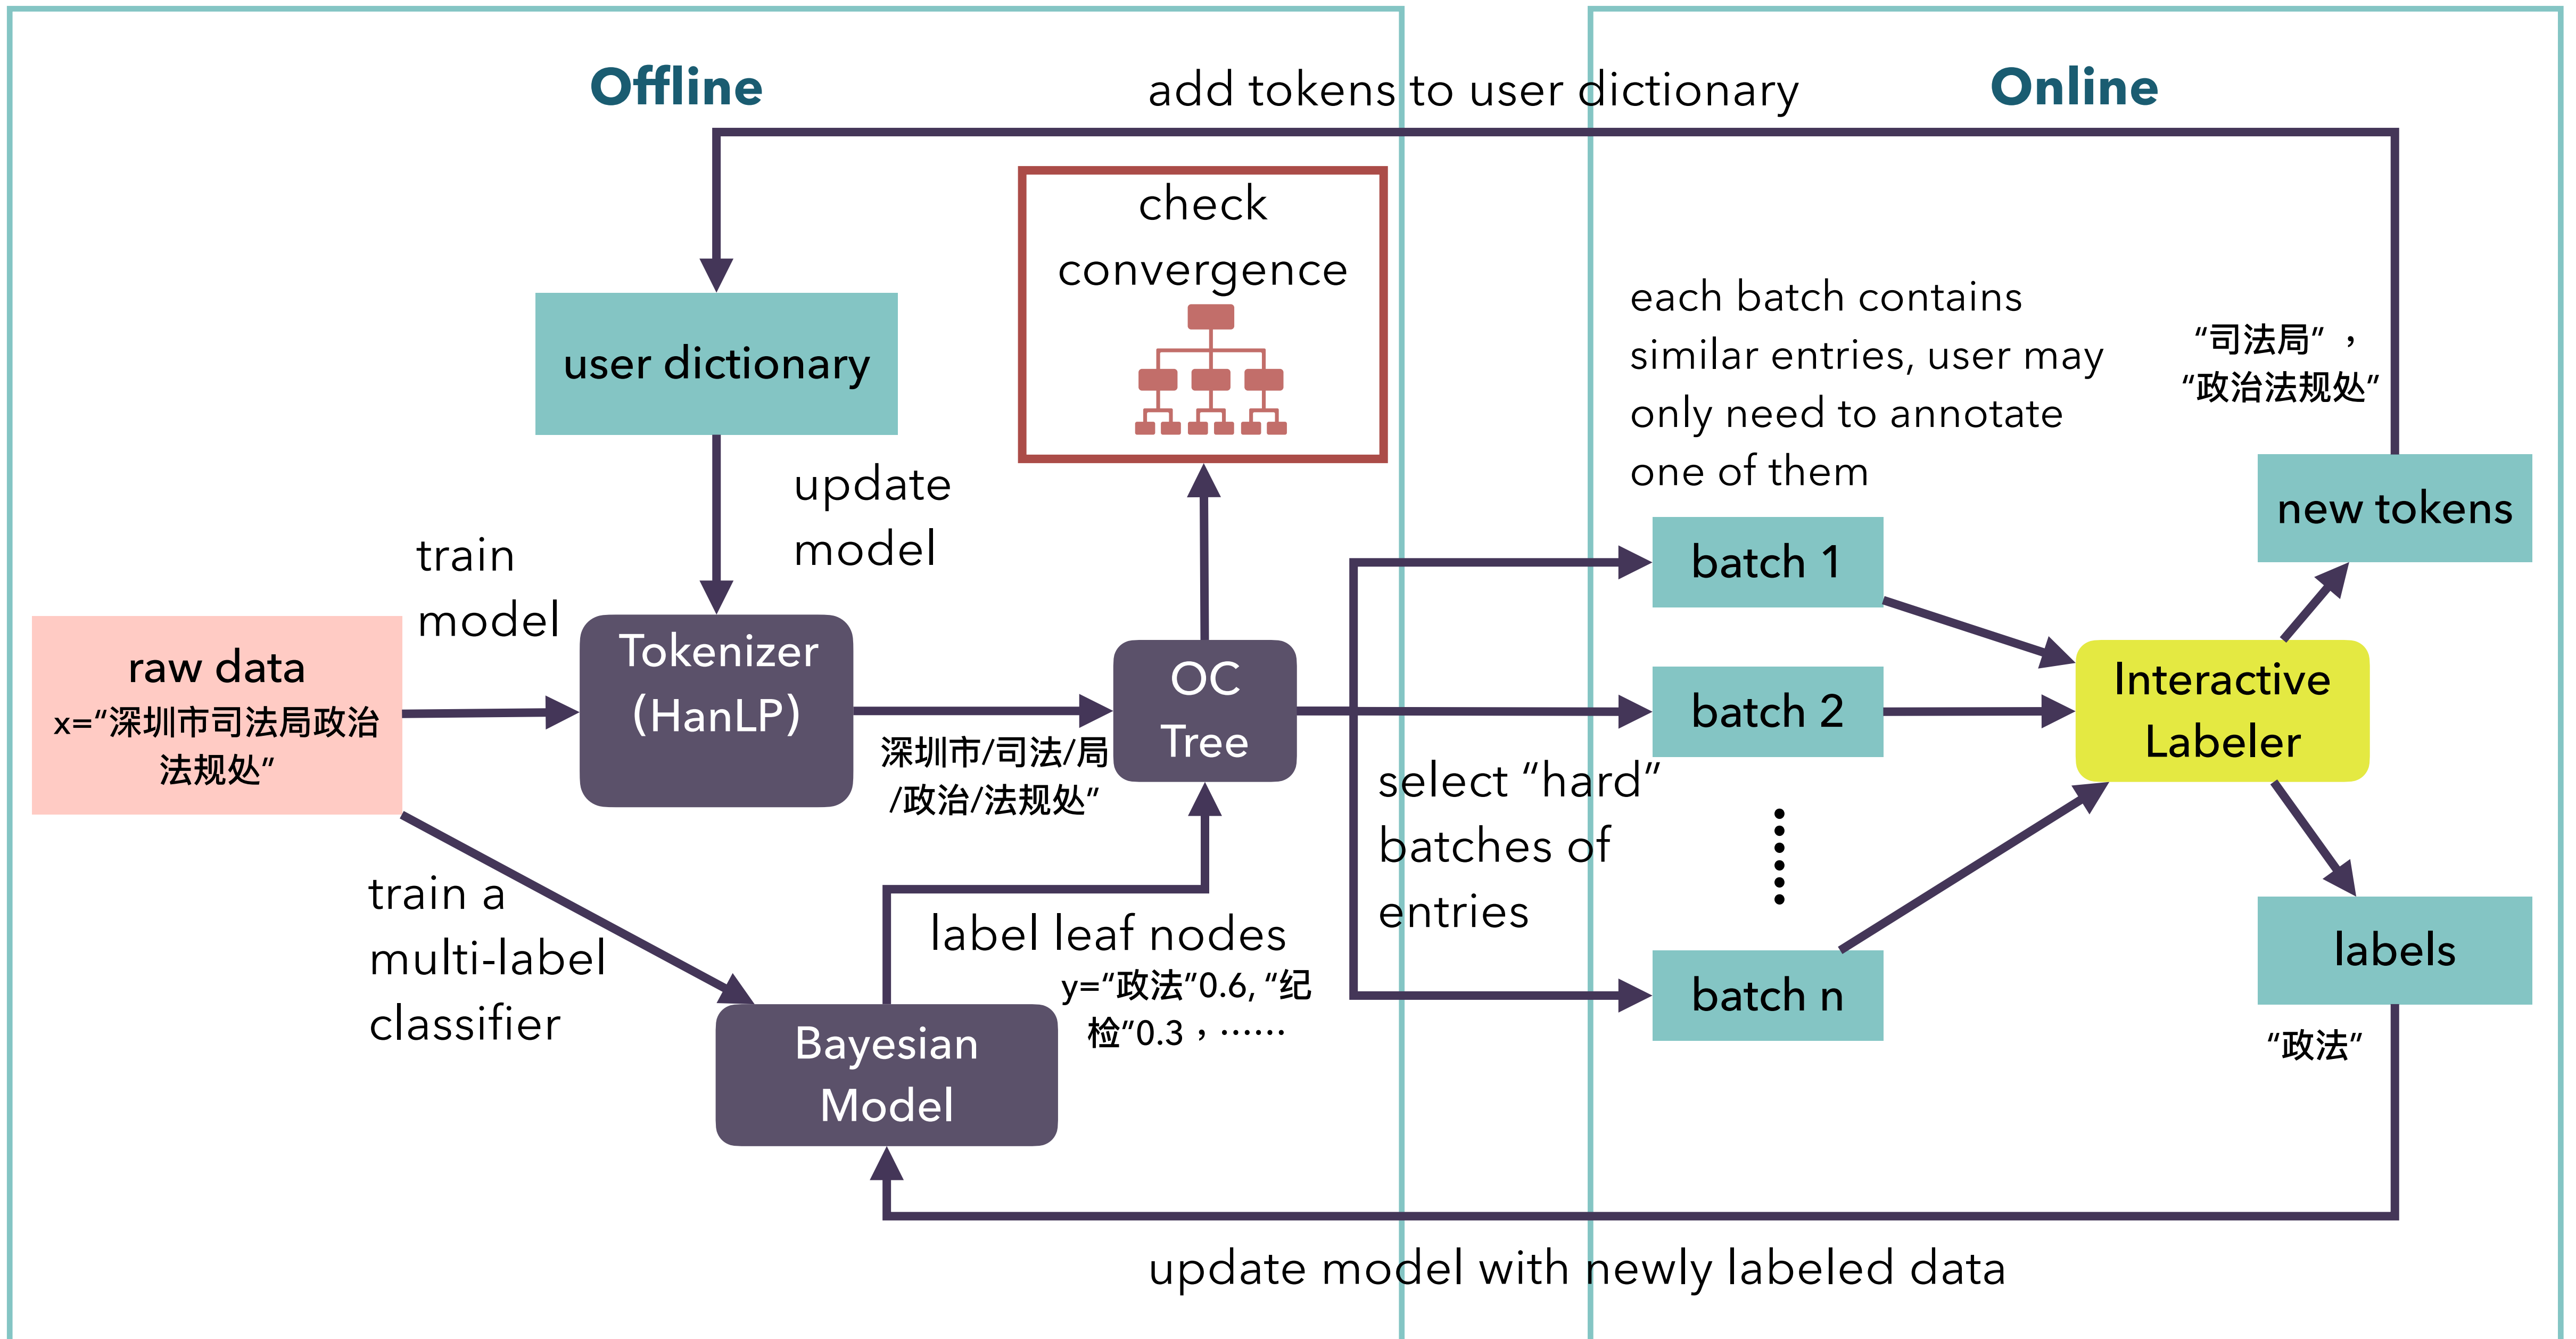 Offline
add tokens to user dictionary
Online
check
convergence
user dictionary
update
model
train
model
raw data
x=“深圳市司法局政治
法规处”
Tokenizer
(HanLP)
深圳市/司法/局
/政治/法规处”
OC
Tree
train a
multi-label
classifier
label leaf nodes
y=“政法”0.6, “纪
检”0.3，……
Bayesian
Model
select “hard”
batches of
entries
each batch contains
similar entries, user may
only need to annotate
one of them
batch 1
batch 2
batch n
“司法局”，
“政治法规处”
new tokens
Interactive
Labeler
labels
“政法”
update model with newly labeled data